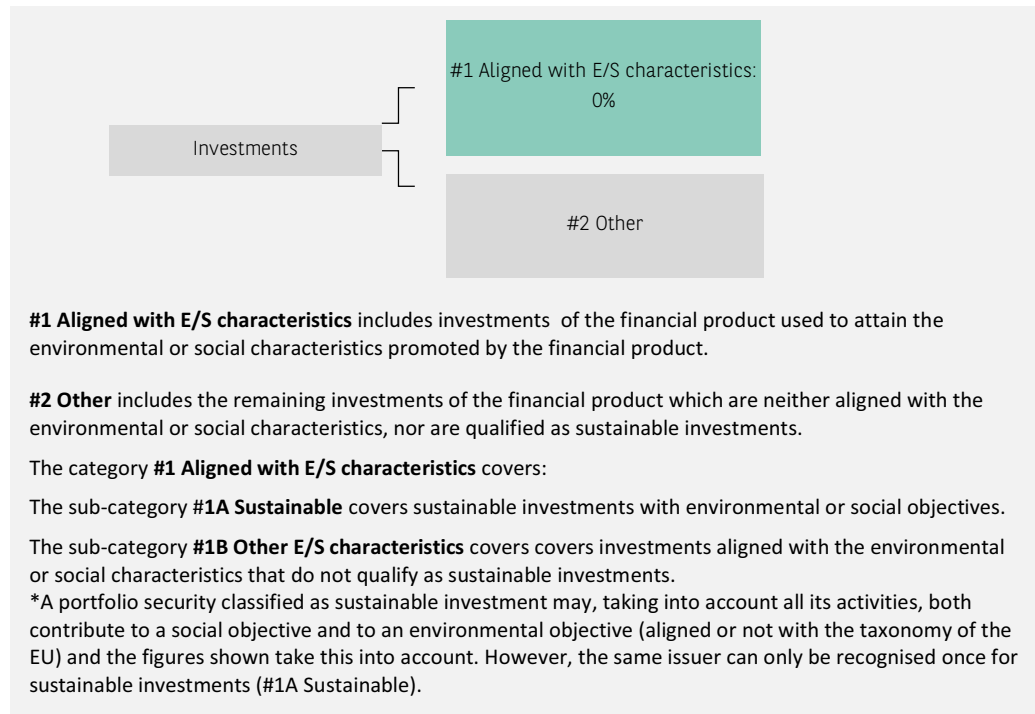 #1 Aligned with E/S characteristics:
0%
Investments
#2 Other
#1 Aligned with E/S characteristics includes investments  of the financial product used to attain the
environmental or social characteristics promoted by the financial product.
#2 Other includes the remaining investments of the financial product which are neither aligned with the
environmental or social characteristics, nor are qualified as sustainable investments.
The category #1 Aligned with E/S characteristics covers:
The sub-category #1A Sustainable covers sustainable investments with environmental or social objectives.
The sub-category #1B Other E/S characteristics covers covers investments aligned with the environmental
or social characteristics that do not qualify as sustainable investments.
*A portfolio security classified as sustainable investment may, taking into account all its activities, both
contribute to a social objective and to an environmental objective (aligned or not with the taxonomy of the
EU) and the figures shown take this into account. However, the same issuer can only be recognised once for
sustainable investments (#1A Sustainable).